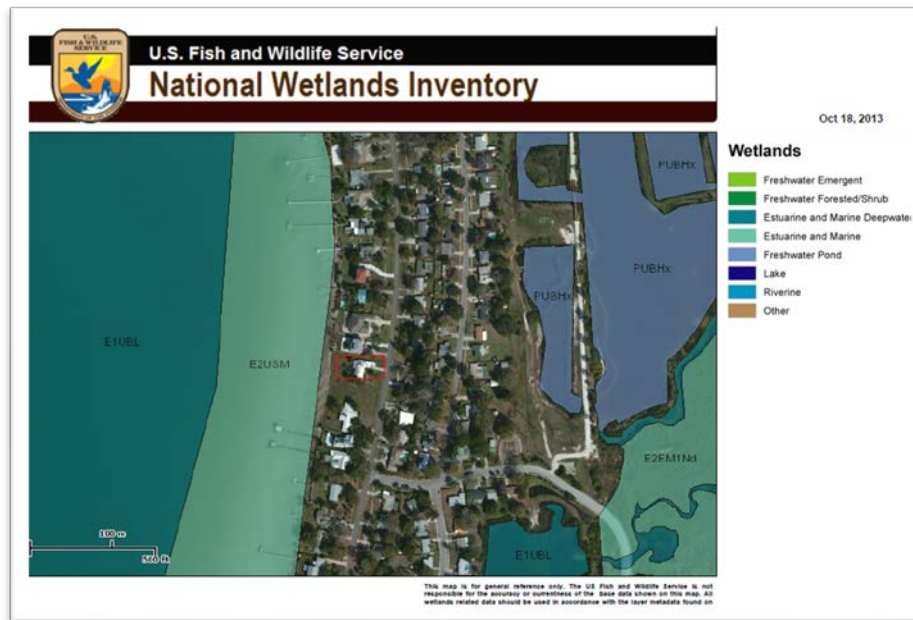 U.S.
FISH & WILDLIFE
SERVICE
U.S. Fish and Wildlife Service
National Wetlands Inventory
Oct 18, 2013
Wetlands
Freshwater Emergent
Freshwater Forested/Shrub
Estuarine and Marine Deepwater
Estuarine and Marine
Freshwater Pond
Lake
Riverine
Other
PUBHx
PUBHx
PUBHx
E1UBL
E2USM
E2EM1Nd
E1UBL
100 m
500 ft
This map is for general reference only. The US Fish and Wildlife Service is not
responsible for the accuracy or currentness of the base data shown on this map. All
wetlands related data should be used in accordance with the layer metadata found on